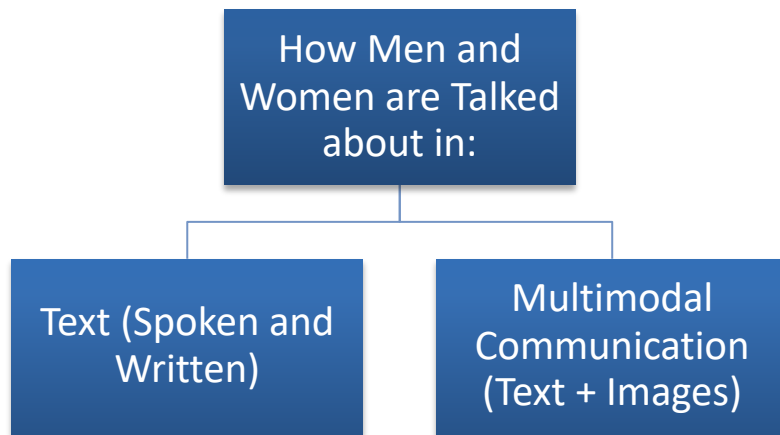 How Men and
Women are Talked
about in:
Text (Spoken and
Written)
Multimodal
Communication
(Text + Images)